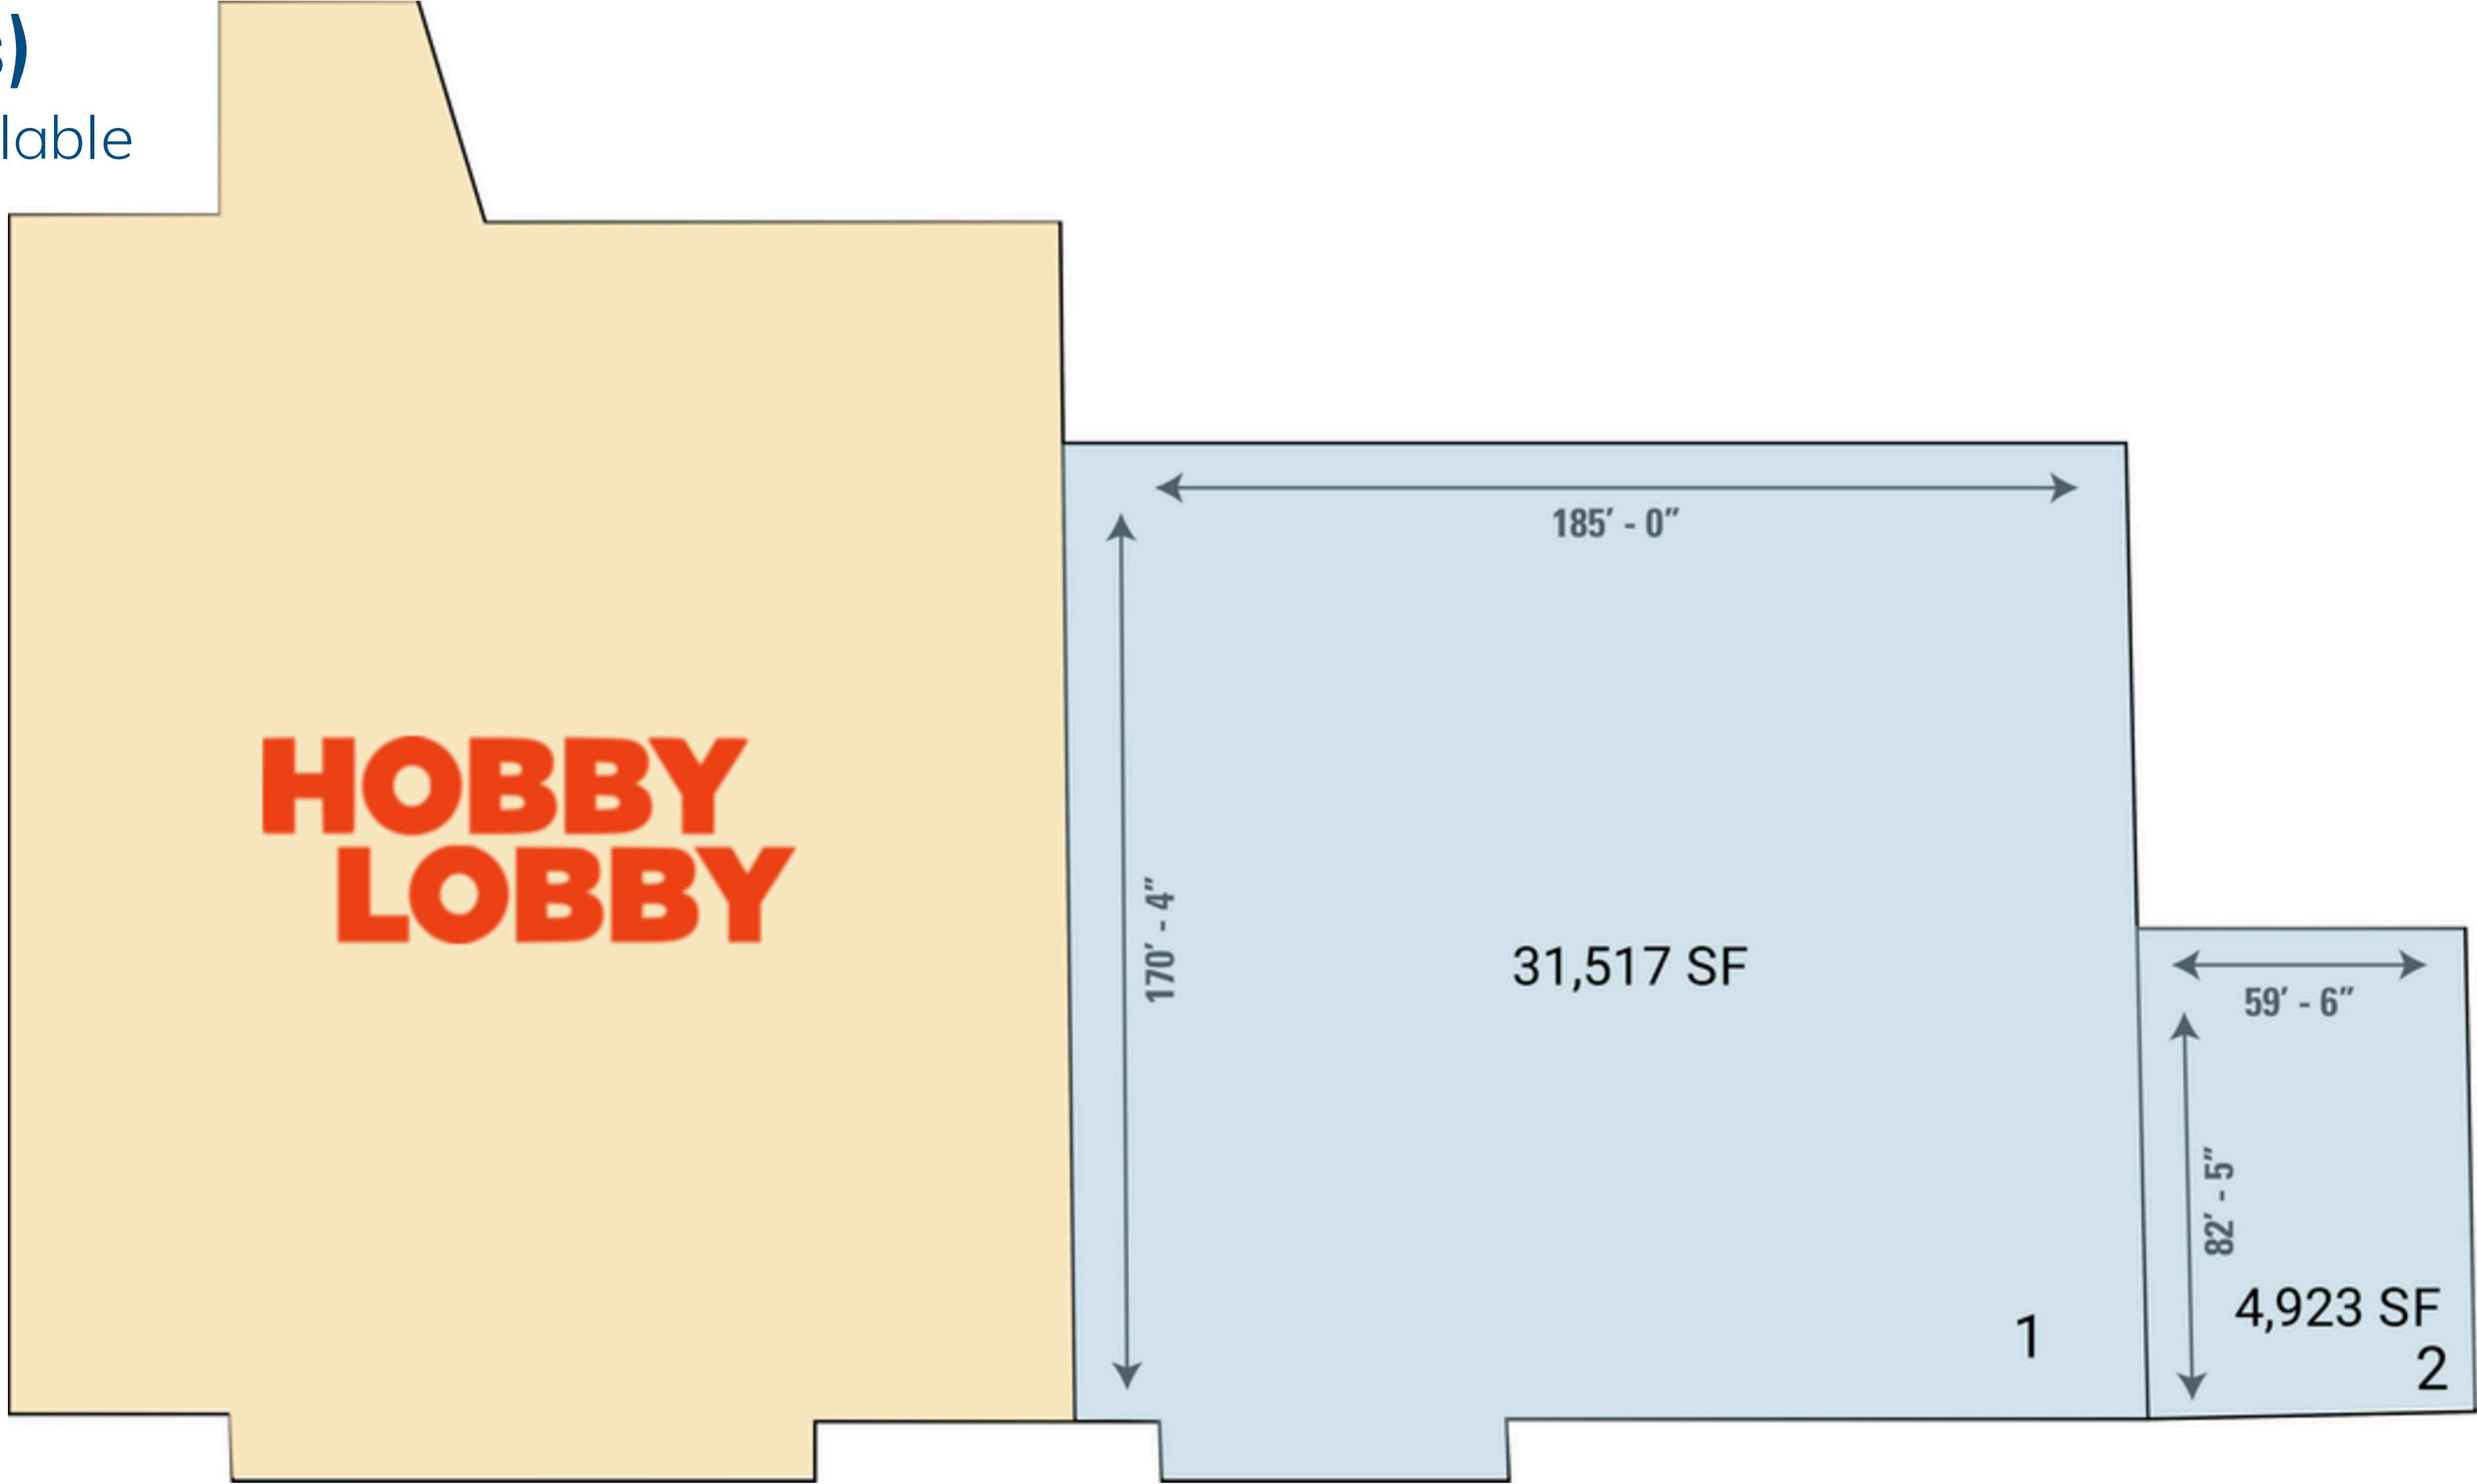 )
lable
HOBBY
LOBBY
185′ - 0″
170′ - 4″
31,517 SF
1
59′ - 6″
82′ - 5″
4,923 SF
2